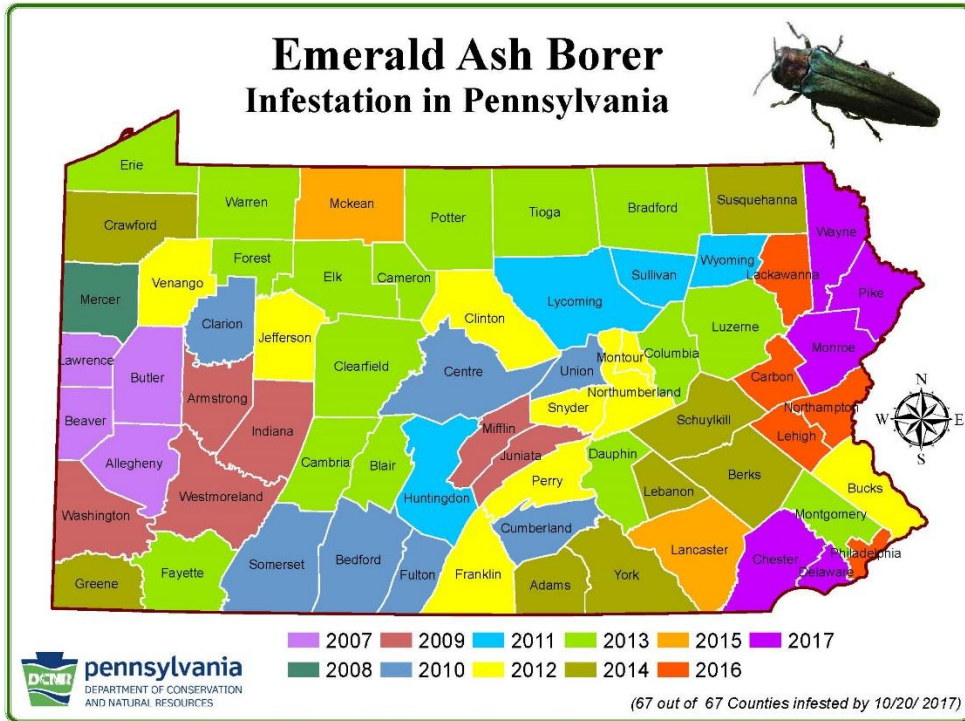 Emerald Ash Borer
Infestation in Pennsylvania
Erie
Warren
Mckean
Potter
Tioga
Bradford
Susquehanna
Wayne
Crawford
Forest
Elk
Cameron
Sullivan
Wyoming
Lackawanna
Pike
Mercer
Venango
Clarion
Jefferson
Clinton
Lycoming
Luzerne
Monroe
Lawrence
Butler
Clearfield
Centre
Union
Montour
Columbia
Carbon
Armstrong
Northumberland
Northampton
Beaver
Indiana
Snyder
Schuylkill
Lehigh
Mifflin
Allegheny
Cambria
Blair
Juniata
Dauphin
Berks
Bucks
Westmoreland
Huntingdon
Perry
Lebanon
Washington
Cumberland
Montgomery
Greene
Fayette
Somerset
Bedford
Fulton
Franklin
Adams
York
Lancaster
Chester
Delaware
Philadelphia
N
W E
S
2007 2009 2011 2013 2015 2017
2008 2010 2012 2014 2016
DCNR
pennsylvania
DEPARTMENT OF CONSERVATION
AND NATURAL RESOURCES
(67 out of 67 Counties infested by 10/20/ 2017)